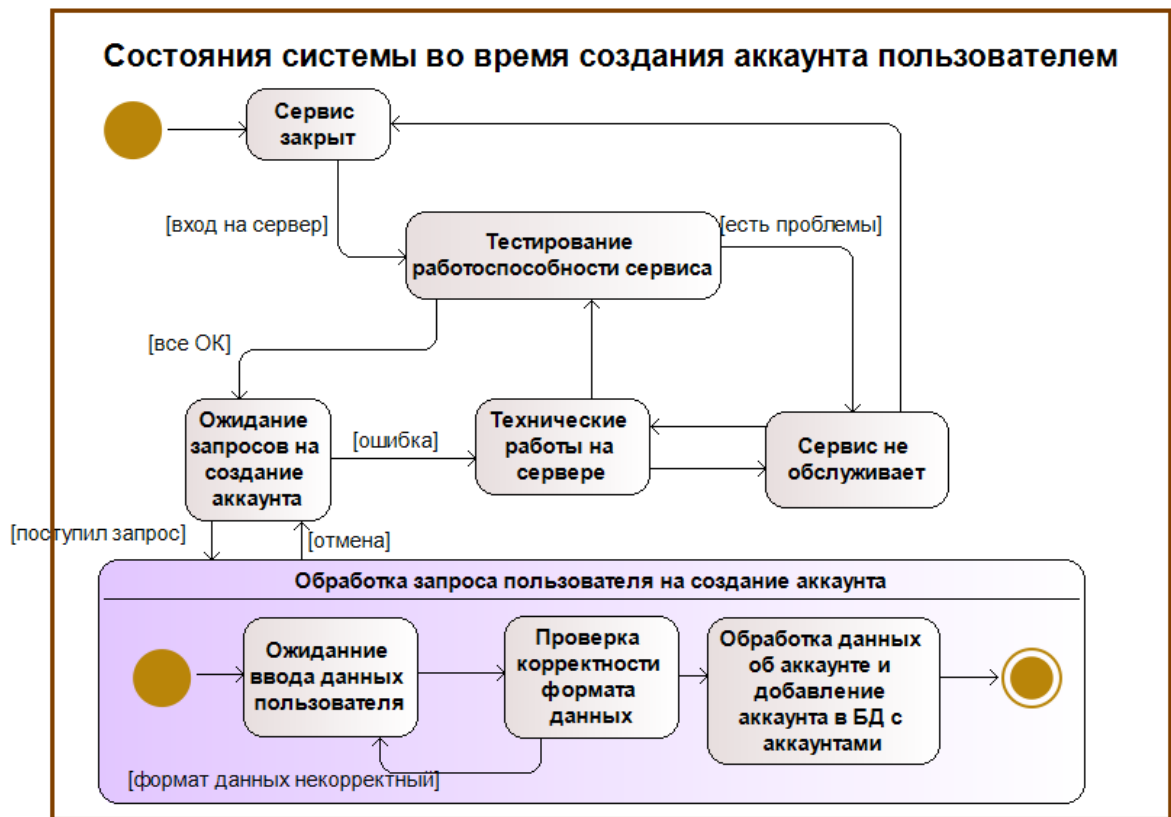 Состояния системы во время создания аккаунта пользователем
Сервис
закрыт
[вход на сервер]
Тестирование
работоспособности сервиса
[есть проблемы]
[все ОК]
Ожидание
запросов на
создание
аккаунта
[ошибка]
Технические
работы на
сервере
Сервис не
обслуживает
[поступил запрос]
[отмена]
Обработка запроса пользователя на создание аккаунта
Ожиданние
ввода данных
пользователя
Проверка
корректности
формата
данных
Обработка данных
об аккаунте и
добавление
аккаунта в БД с
аккаунтами
[формат данных некорректный]